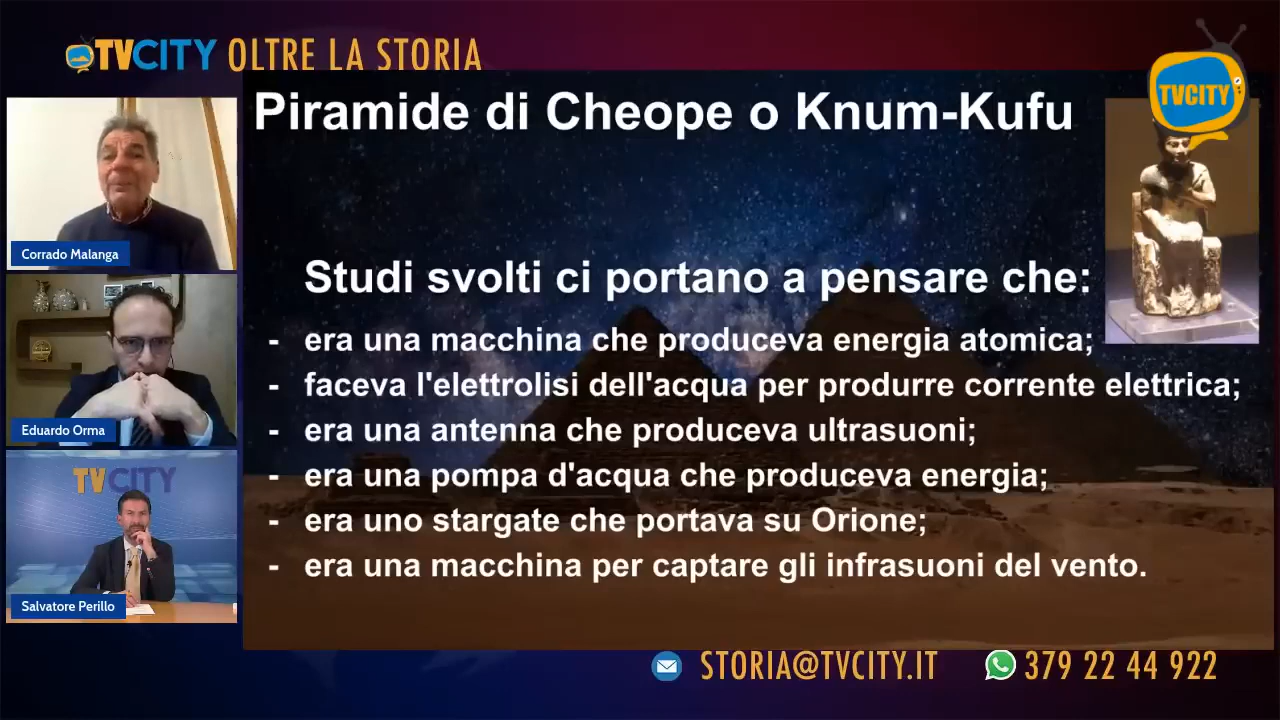 TVCITY OLTRE LA STORIA
TVCITY
Piramide di Cheope o Knum-Kufu
Corrado Malanga
Studi svolti ci portano a pensare che:
- era una macchina che produceva energia atomica;
- faceva l'elettrolisi dell'acqua per produrre corrente elettrica;
- era una antenna che produceva ultrasuoni;
- era una pompa d'acqua che produceva energia;
- era uno stargate che portava su Orione;
- era una macchina per captare gli infrasuoni del vento.
Eduardo Orma
TVCITY
Salvatore Perillo
STORIA@TVCITY.IT
379 22 44 922